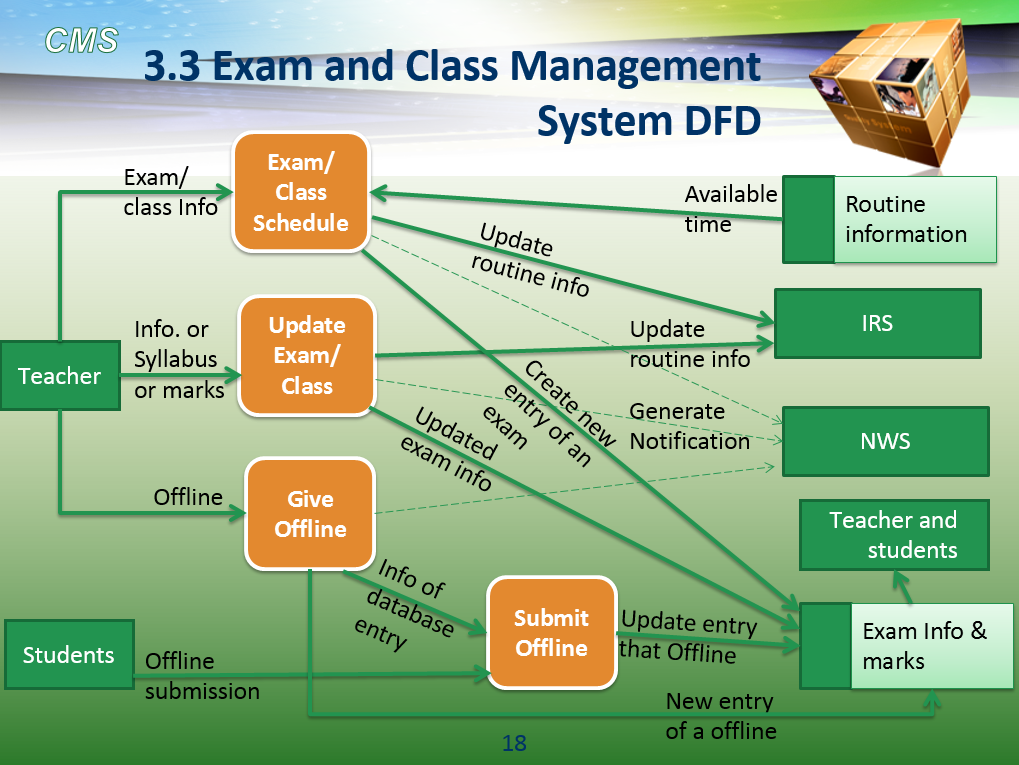 CMS
3.3 Exam and Class Management
System DFD
Exam/
class Info
Exam/
Class
Schedule
Available
time
Routine
information
Update
routine info
IRS
Teacher
Info. or
Syllabus
or marks
Update
Exam/
Class
Update
routine info
Create new
entry of an
exam
Generate
Notification
NWS
Updated
exam info
Offline
Give
Offline
Teacher and
students
Info of
database
entry
Submit
Offline
Update entry
that Offline
Exam Info &
marks
Students
Offline
submission
New entry
of a offline
18